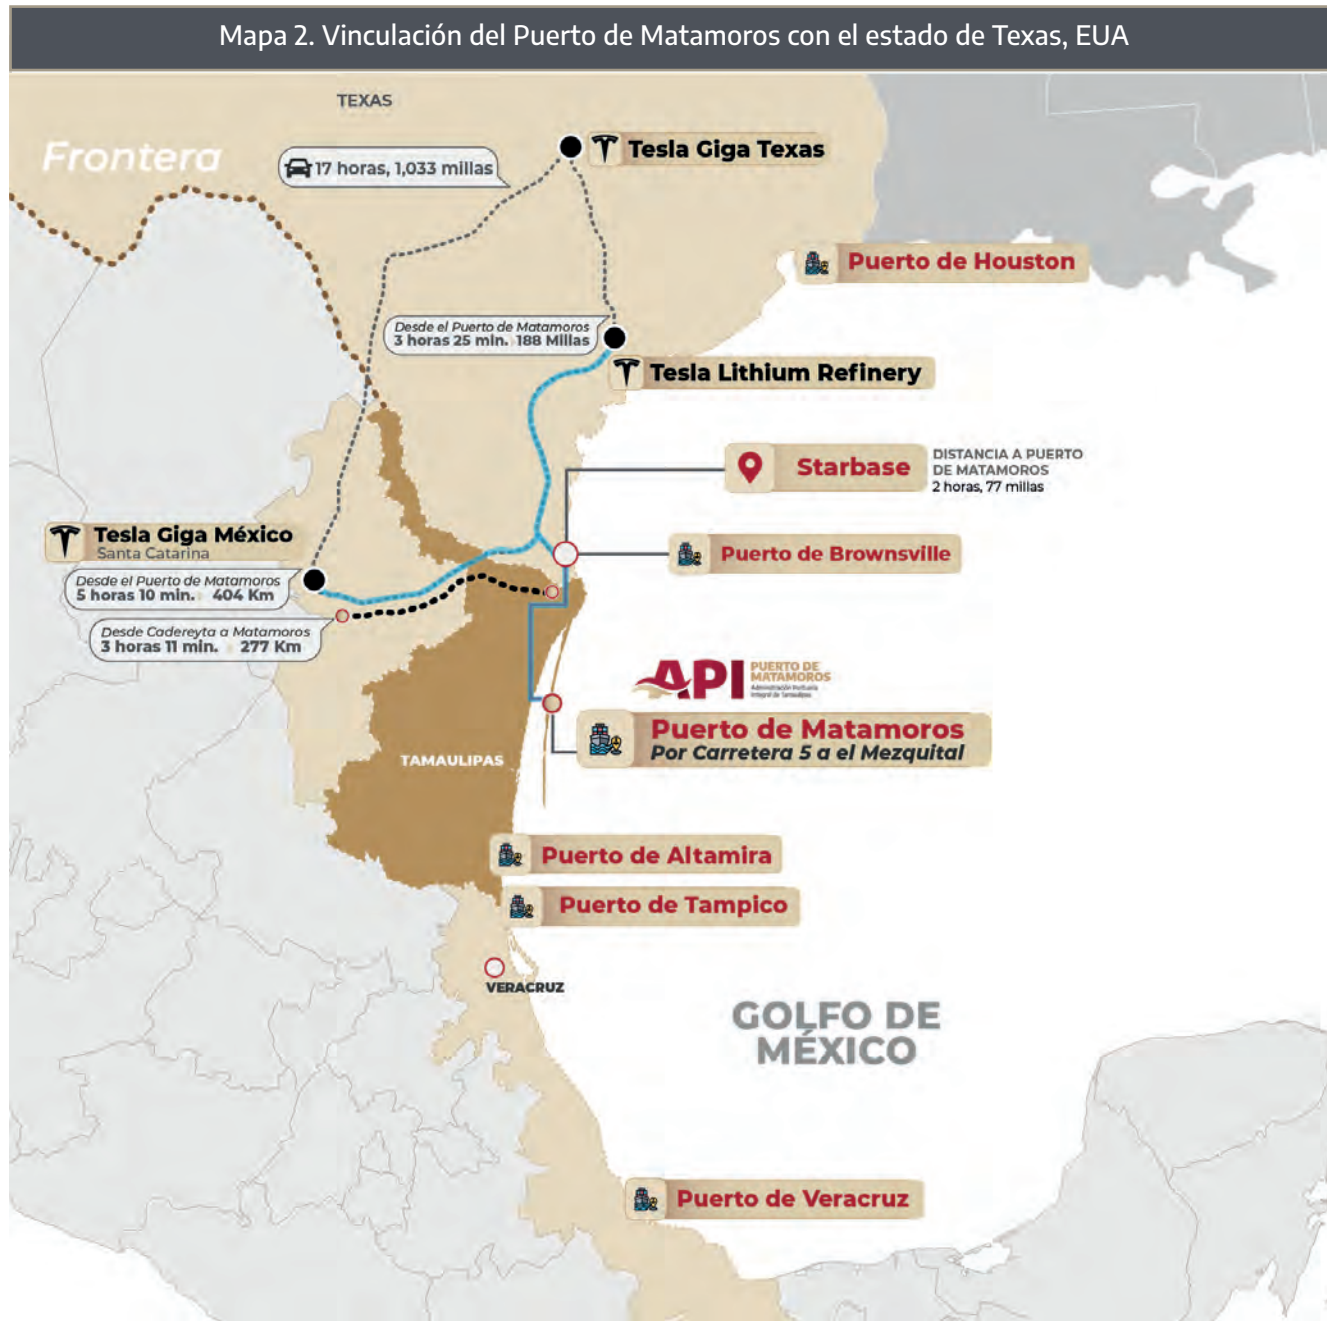 Mapa 2. Vinculación del Puerto de Matamoros con el estado de Texas, EUA
TEXAS
Frontera
17 horas, 1,033 millas
Tesla Giga Texas
Puerto de Houston
Desde el Puerto de Matamoros
3 horas 25 min. 188 Millas
Tesla Lithium Refinery
Starbase
DISTANCIA A PUERTO
DE MATAMOROS
2 horas, 77 millas
Tesla Giga México
Santa Catarina
Puerto de Brownsville
Desde el Puerto de Matamoros
5 horas 10 min. 404 Km
Desde Cadereyta a Matamoros
3 horas 11 min. 277 Km
API
PUERTO DE
MATAMOROS
Administración Portuaria
Integral de Tamaulipas
Puerto de Matamoros
Por Carretera 5 a el Mezquital
TAMAULIPAS
Puerto de Altamira
Puerto de Tampico
VERACRUZ
GOLFO DE
MÉXICO
Puerto de Veracruz